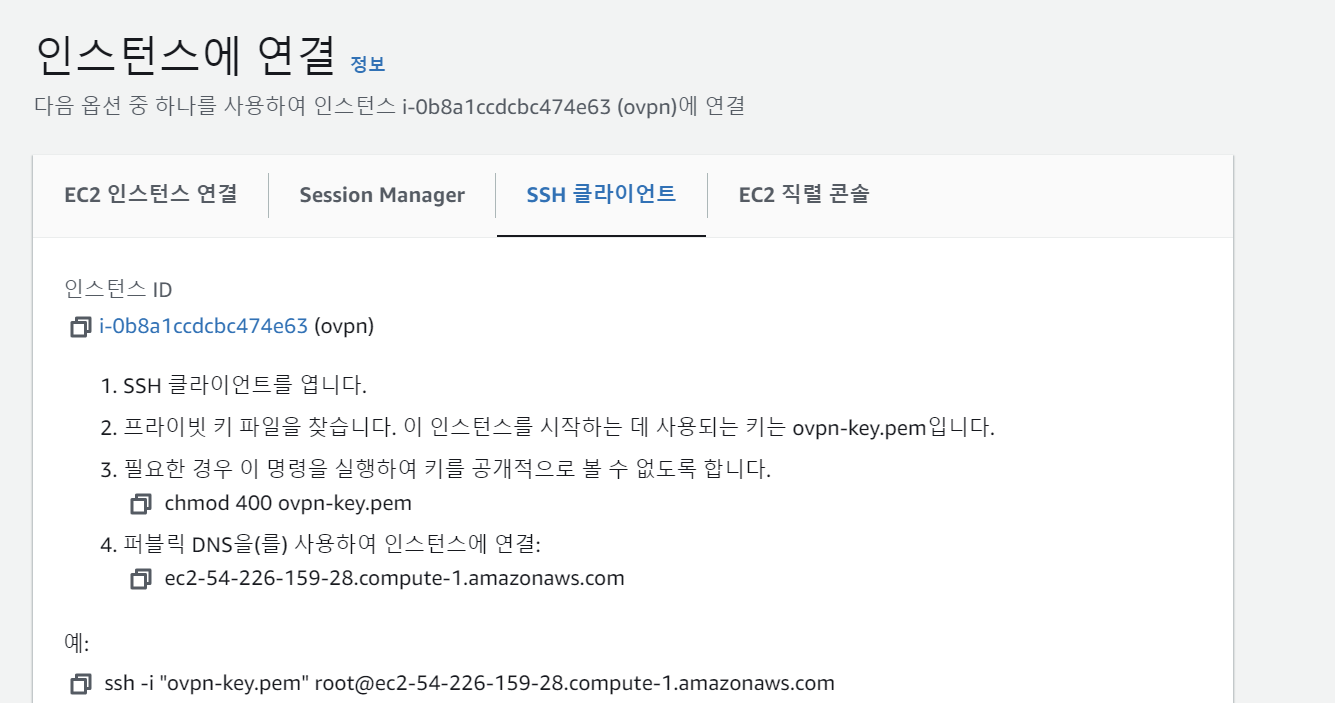 인스턴스에 연결 정보
다음 옵션 중 하나를 사용하여 인스턴스 i-0b8a1ccdcbc474e63 (ovpn)에 연결
EC2 인스턴스 연결 Session Manager SSH 클라이언트 EC2 직렬 콘솔
인스턴스 ID
i-0b8a1ccdcbc474e63 (ovpn)
1. SSH 클라이언트를 엽니다.
2. 프라이빗 키 파일을 찾습니다. 이 인스턴스를 시작하는 데 사용되는 키는 ovpn-key.pem입니다.
3. 필요한 경우 이 명령을 실행하여 키를 공개적으로 볼 수 없도록 합니다.
chmod 400 ovpn-key.pem
4. 퍼블릭 DNS을(를) 사용하여 인스턴스에 연결:
ec2-54-226-159-28.compute-1.amazonaws.com
예:
ssh -i "ovpn-key.pem" root@ec2-54-226-159-28.compute-1.amazonaws.com